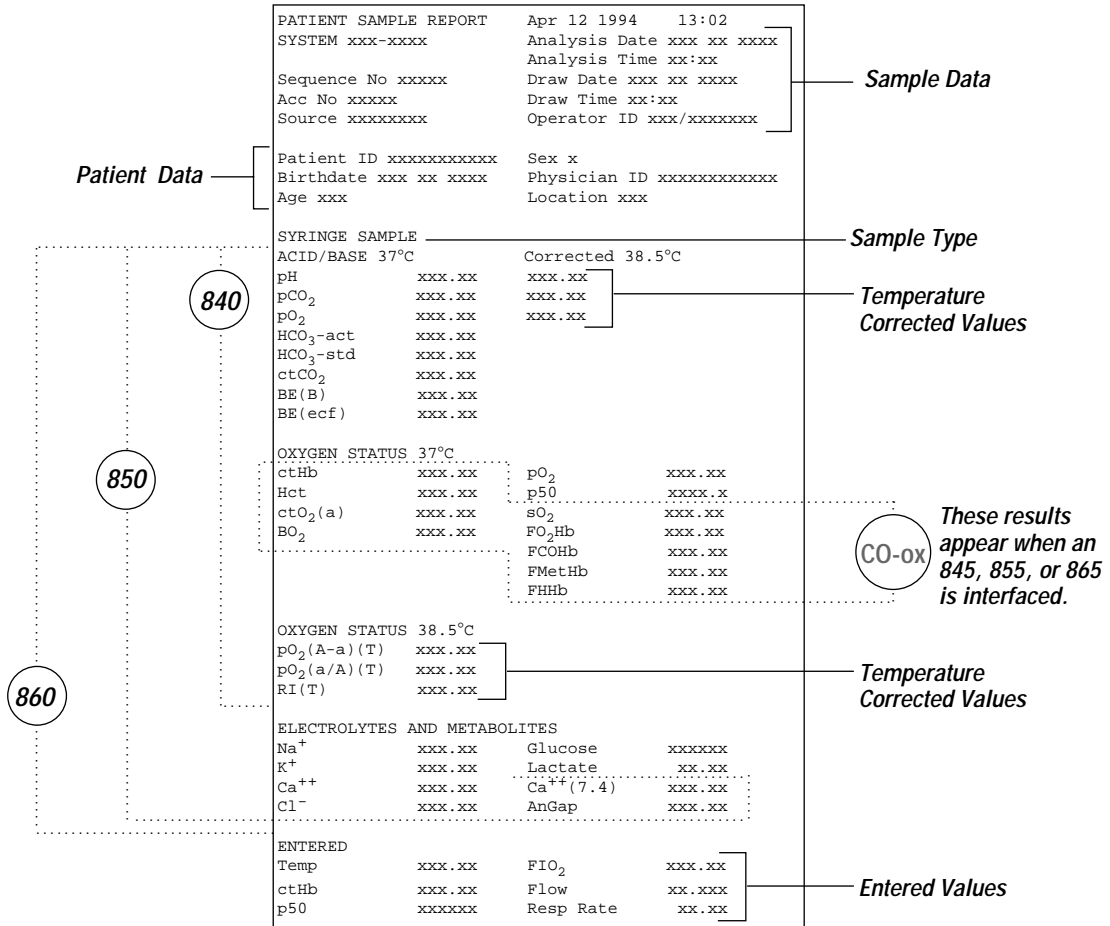 PATIENT SAMPLE REPORT Apr 12 1994 13:02
SYSTEM xxx-xxxx Analysis Date xxx xx xxxx
Analysis Time xx:xx
Sequence No xxxxx Draw Date xxx xx xxxx
Acc No xxxxx Draw Time xx:xx
Source xxxxxxxx Operator ID xxx/xxxxxxx
Sample Data
Patient ID xxxxxxxxxxx Sex x
Birthdate xxx xx xxxx Physician ID xxxxxxxxxxxx
Age xxx Location xxx
Patient Data
SYRINGE SAMPLE
Sample Type
ACID/BASE 37°C Corrected 38.5°C
pH xxx.xx xxx.xx
pCO₂ xxx.xx xxx.xx
pO₂ xxx.xx xxx.xx
HCO₃-act xxx.xx
HCO₃-std xxx.xx
ctCO₂ xxx.xx
BE(B) xxx.xx
BE(ecf) xxx.xx
840
Temperature
Corrected Values
OXYGEN STATUS 37°C
ctHb xxx.xx pO₂ xxx.xx
Hct xxx.xx p50 xxxx.x
ctO₂(a) xxx.xx sO₂ xxx.xx
BO₂ xxx.xx FO₂Hb xxx.xx
FCOHb xxx.xx
FMetHb xxx.xx
FHHb xxx.xx
850
CO-ox
These results
appear when an
845, 855, or 865
is interfaced.
OXYGEN STATUS 38.5°C
pO₂(A-a)(T) xxx.xx
pO₂(a/A)(T) xxx.xx
RI(T) xxx.xx
860
Temperature
Corrected Values
ELECTROLYTES AND METABOLITES
Na⁺ xxx.xx Glucose xxxxxx
K⁺ xxx.xx Lactate xx.xx
Ca⁺⁺ xxx.xx Ca⁺⁺(7.4) xxx.xx
Cl⁻ xxx.xx AnGap xxx.xx
ENTERED
Temp xxx.xx FIO₂ xxx.xx
ctHb xxx.xx Flow xx.xxx
p50 xxxxxx Resp Rate xx.xx
Entered Values